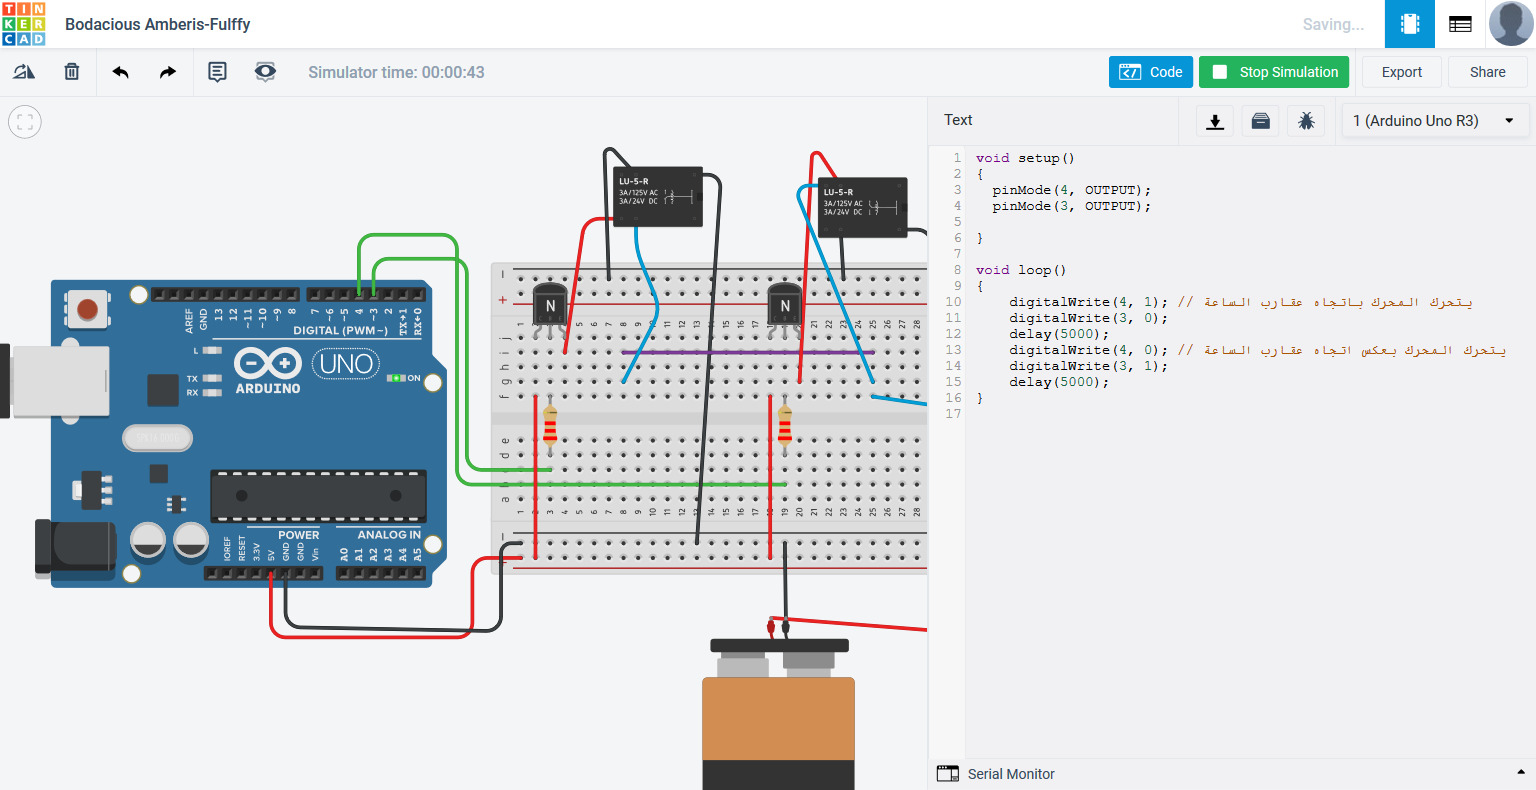 TIN
KER
CAD
Bodacious Amberis-Fulffy
Saving...
Simulator time: 00:00:43
Code
Stop Simulation
Export
Share
Text
1 (Arduino Uno R3)
1 void setup()
2 {
3 pinMode(4, OUTPUT);
4 pinMode(3, OUTPUT);
5
6 }
7
8 void loop()
9 {
10 digitalWrite(4, 1); // يتحرك المحرك باتجاه عقارب الساعة
11 digitalWrite(3, 0);
12 delay(5000);
13 digitalWrite(4, 0); // يتحرك المحرك بعكس اتجاه عقارب الساعة
14 digitalWrite(3, 1);
15 delay(5000);
16 }
17
LU-5-R
3A/125V AC
3A/24V DC
LU-5-R
3A/125V AC
3A/24V DC
N
N
AREF
GND
13
12
~11
~10
~9
8
7
~6
~5
4
~3
2
TX→1
RX←0
DIGITAL (PWM~)
L
TX
RX
UNO
ARDUINO
ON
POWER
ANALOG IN
IOREF
RESET
3.3V
5V
GND
GND
Vin
A0
A1
A2
A3
A4
A5
j
i
h
g
f
e
d
a
1 2 3 4 5 6 7 8 9 10 11 12 13 14 15 16 17 18 19 20 21 22 23 24 25 26 27 28
Serial Monitor